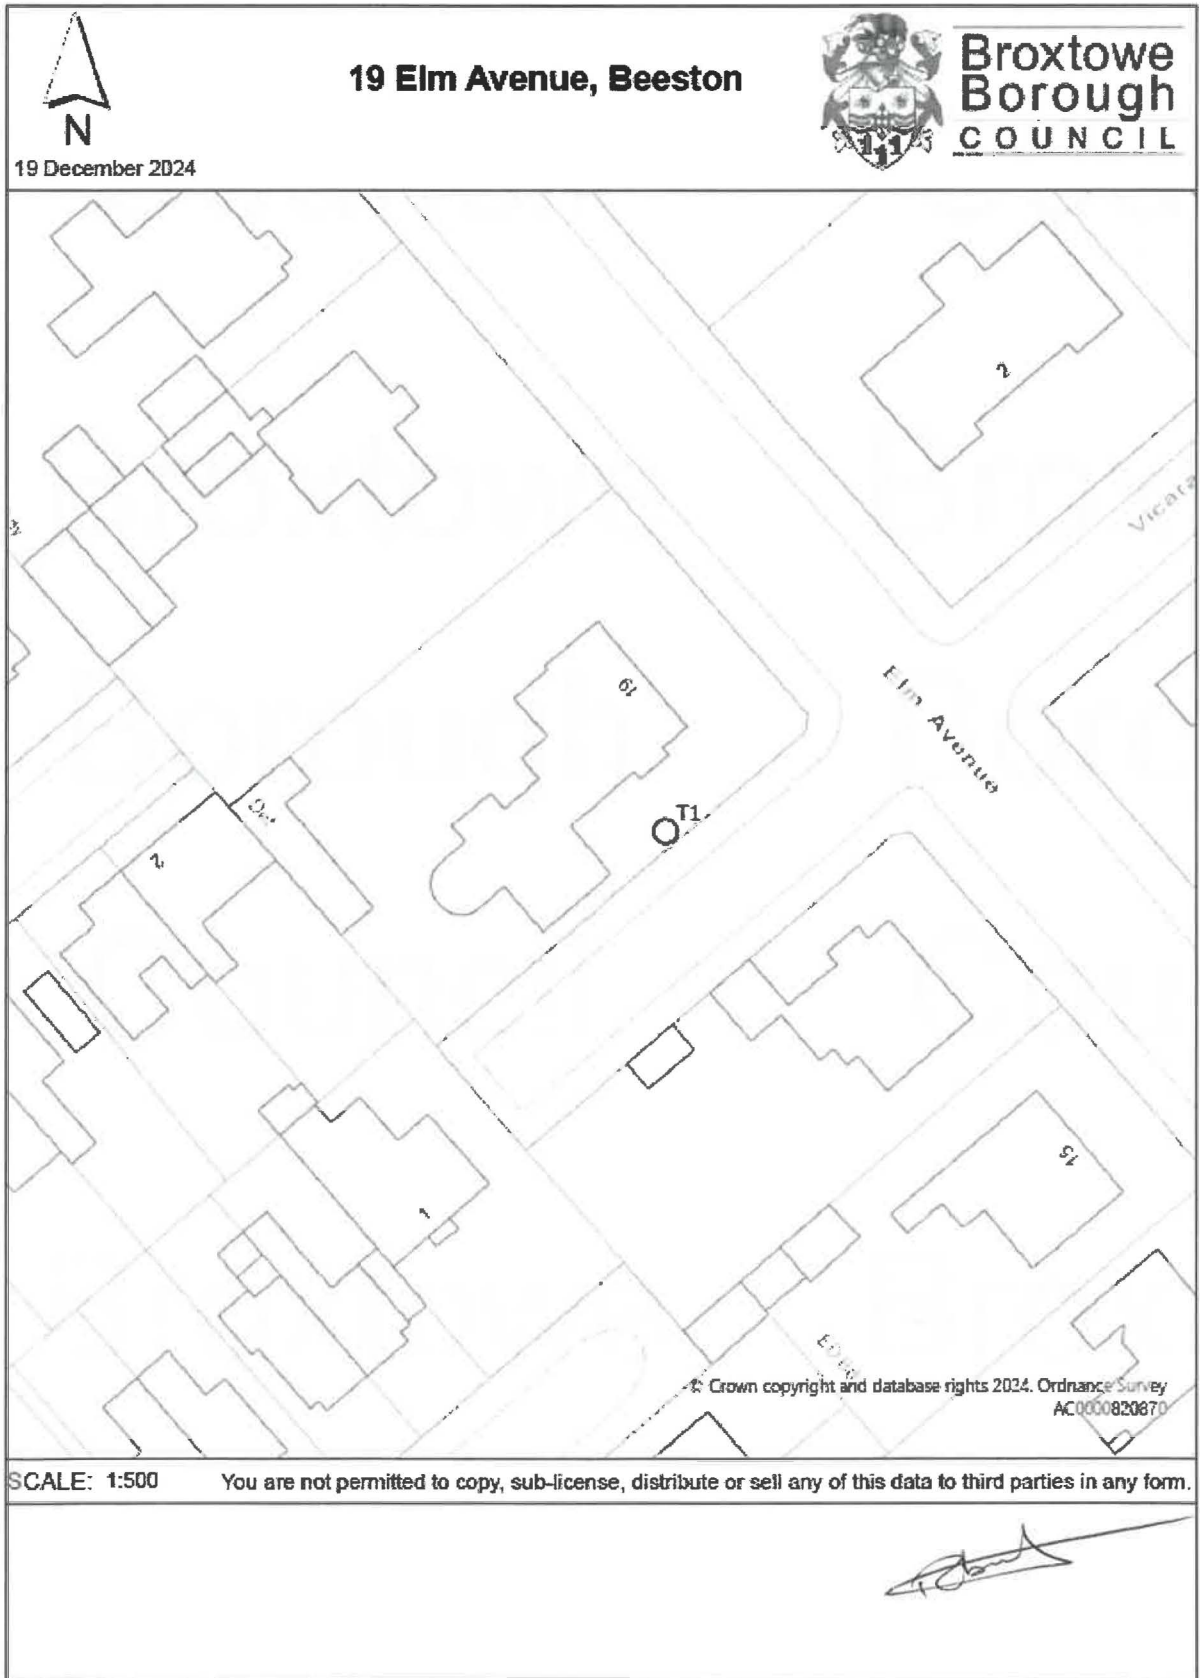 N
19 December 2024
19 Elm Avenue, Beeston
Broxtowe
Borough
COUNCIL
2
19
Elm Avenue
T1
2
15
1
© Crown copyright and database rights 2024. Ordnance Survey
AC0000820870
SCALE: 1:500 You are not permitted to copy, sub-license, distribute or sell any of this data to third parties in any form.